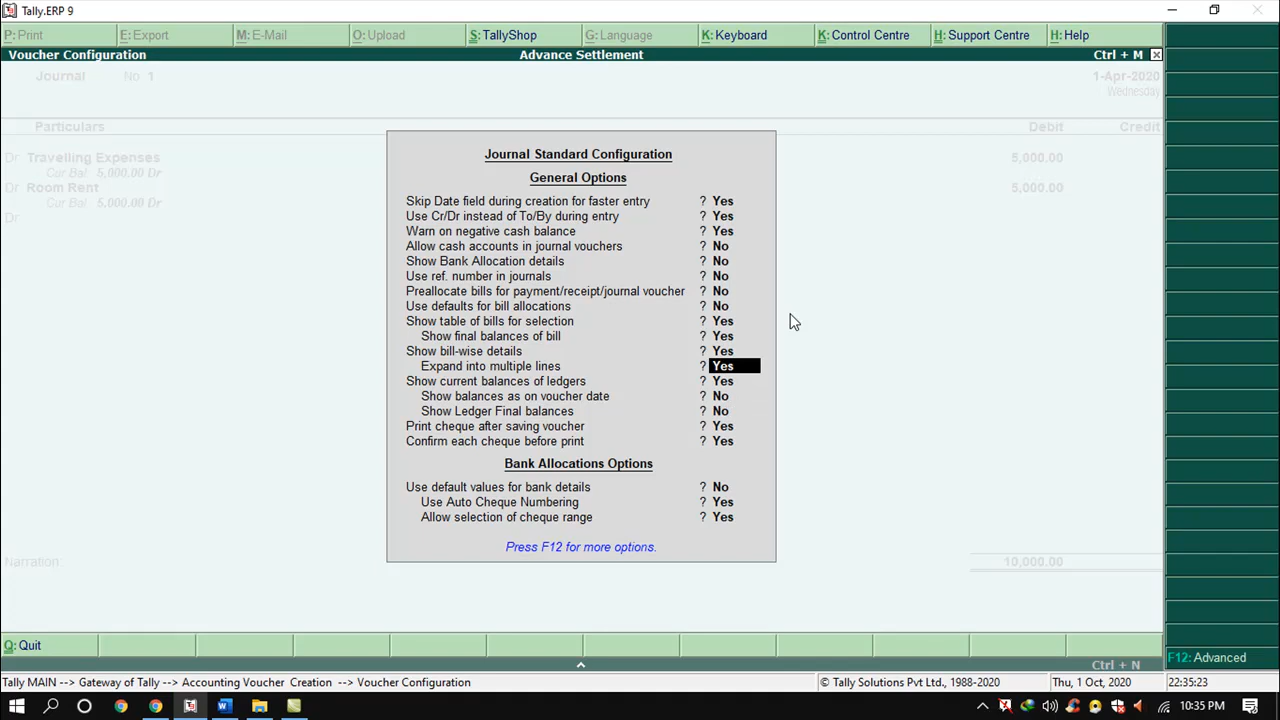 Tally.ERP 9
P: Print E: Export M: E-Mail O: Upload S: TallyShop G: Language K: Keyboard K: Control Centre H: Support Centre H: Help
Voucher Configuration Advance Settlement Ctrl + M
Journal No. 1 1-Apr-2020
Wednesday
Particulars Debit Credit
Dr Travelling Expenses 5,000.00
Cur Bal: 5,000.00 Dr
Dr Room Rent 5,000.00
Cur Bal: 5,000.00 Dr
Dr
Journal Standard Configuration
General Options
Skip Date field during creation for faster entry ? Yes
Use Cr/Dr instead of To/By during entry ? Yes
Warn on negative cash balance ? Yes
Allow cash accounts in journal vouchers ? No
Show Bank Allocation details ? No
Use ref. number in journals ? No
Preallocate bills for payment/receipt/journal voucher ? No
Use defaults for bill allocations ? No
Show table of bills for selection ? Yes
Show final balances of bill ? Yes
Show bill-wise details ? Yes
Expand into multiple lines ? Yes
Show current balances of ledgers ? Yes
Show balances as on voucher date ? No
Show Ledger Final balances ? No
Print cheque after saving voucher ? Yes
Confirm each cheque before print ? Yes
Bank Allocations Options
Use default values for bank details ? No
Use Auto Cheque Numbering ? Yes
Allow selection of cheque range ? Yes
Press F12 for more options.
Narration: 10,000.00
Q: Quit
F12: Advanced
Ctrl + N
Tally MAIN --> Gateway of Tally --> Accounting Voucher Creation --> Voucher Configuration © Tally Solutions Pvt Ltd., 1988-2020 Thu, 1 Oct, 2020 22:35:23
10:35 PM